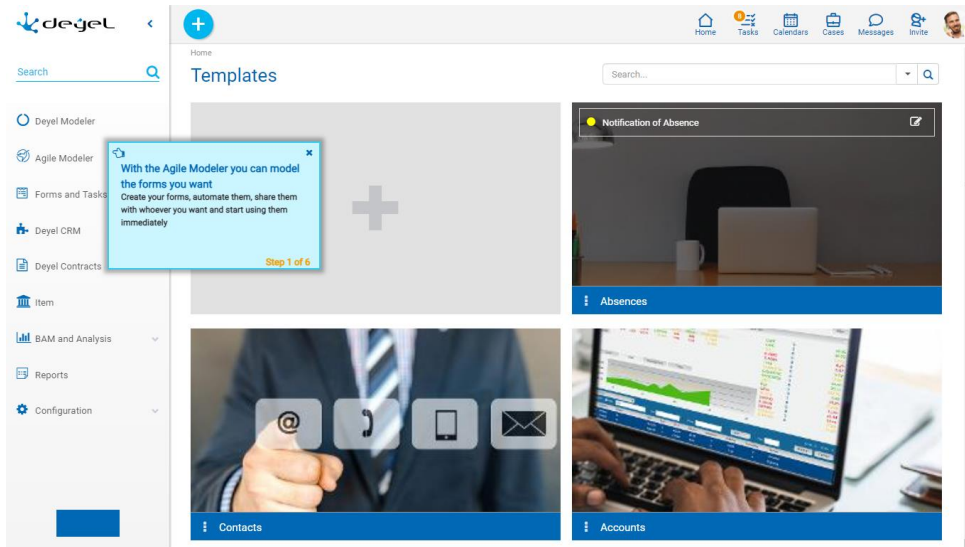 deyel
Home
Tasks
8
Calendars
Cases
Messages
Invite
Home
Search
Templates
Search...
Deyel Modeler
Agile Modeler
Forms and Tasks
Deyel CRM
Deyel Contracts
Item
BAM and Analysis
Reports
Configuration
With the Agile Modeler you can model
the forms you want
Create your forms, automate them, share them
with whoever you want and start using them
immediately
Step 1 of 6
Notification of Absence
Absences
@
Contacts
Accounts